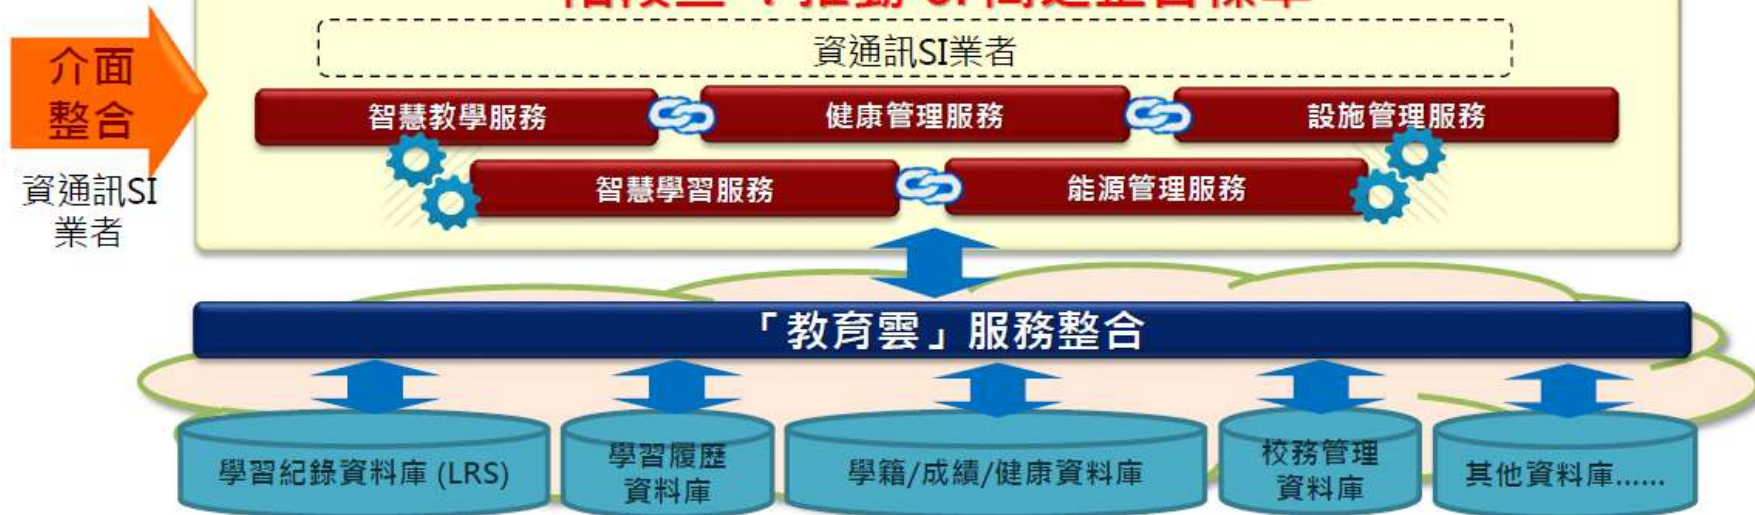 介面
整合
資通訊SI
業者
資通訊SI業者
智慧教學服務
健康管理服務
設施管理服務
智慧學習服務
能源管理服務
「教育雲」服務整合
學習紀錄資料庫 (LRS)
學習履歷
資料庫
學籍/成績/健康資料庫
校務管理
資料庫
其他資料庫......